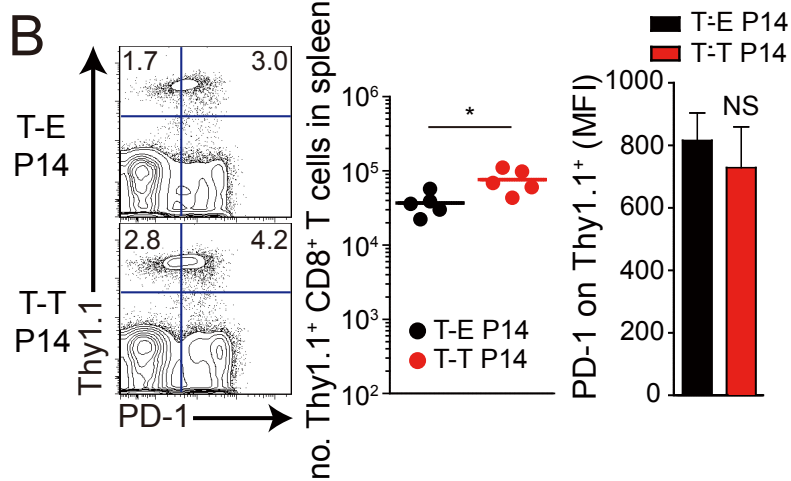 B
1.7 3.0
T-E
P14
2.8 4.2
T-T
P14
Thy1.1
PD-1
no. Thy1.1⁺ CD8⁺ T cells in spleen
10⁶
10⁵
10⁴
10³
10²
*
T-E P14
T-T P14
T-E P14
T-T P14
PD-1 on Thy1.1⁺ (MFI)
1000
800
600
400
200
0
NS